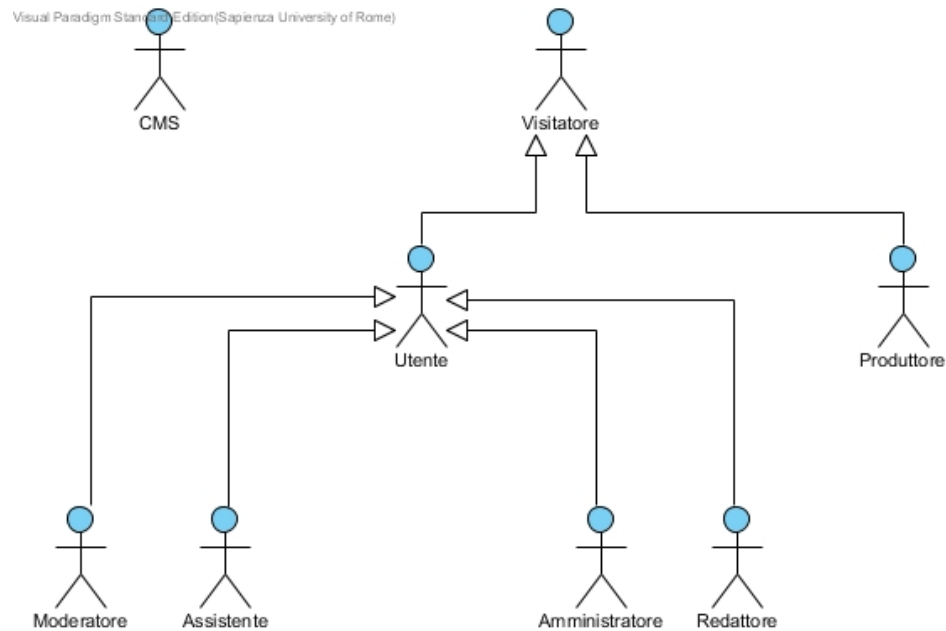 Visual Paradigm Standard Edition(Sapienza University of Rome)
CMS
Visitatore
Utente
Produttore
Moderatore
Assistente
Amministratore
Redattore